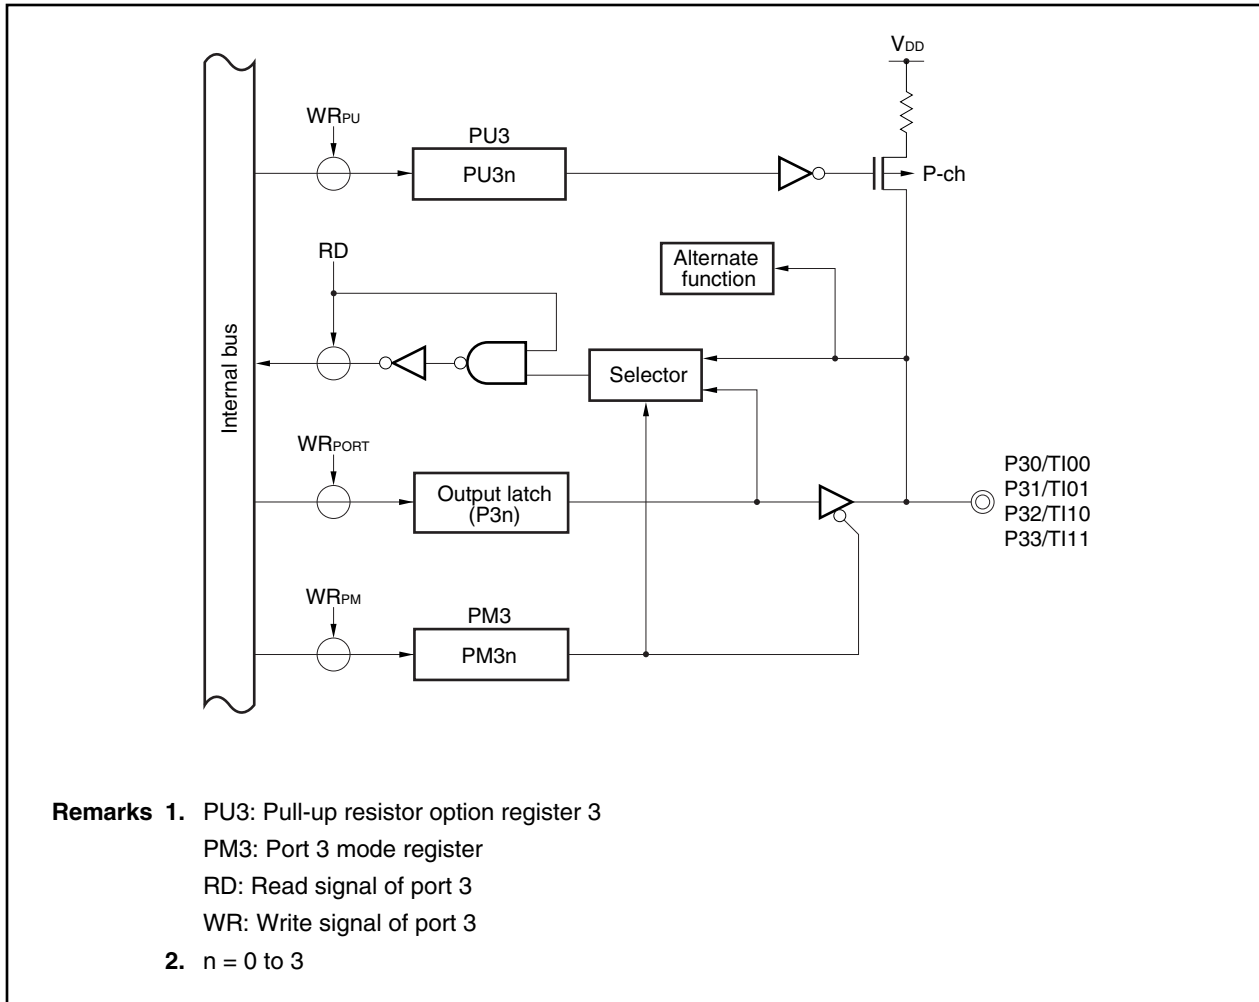 VDD
WRPU
PU3
PU3n
P-ch
RD
Alternate
function
Selector
Internal bus
WRPORT
Output latch
(P3n)
P30/TI00
P31/TI01
P32/TI10
P33/TI11
WRPM
PM3
PM3n
Remarks 1. PU3: Pull-up resistor option register 3
PM3: Port 3 mode register
RD: Read signal of port 3
WR: Write signal of port 3
2. n = 0 to 3